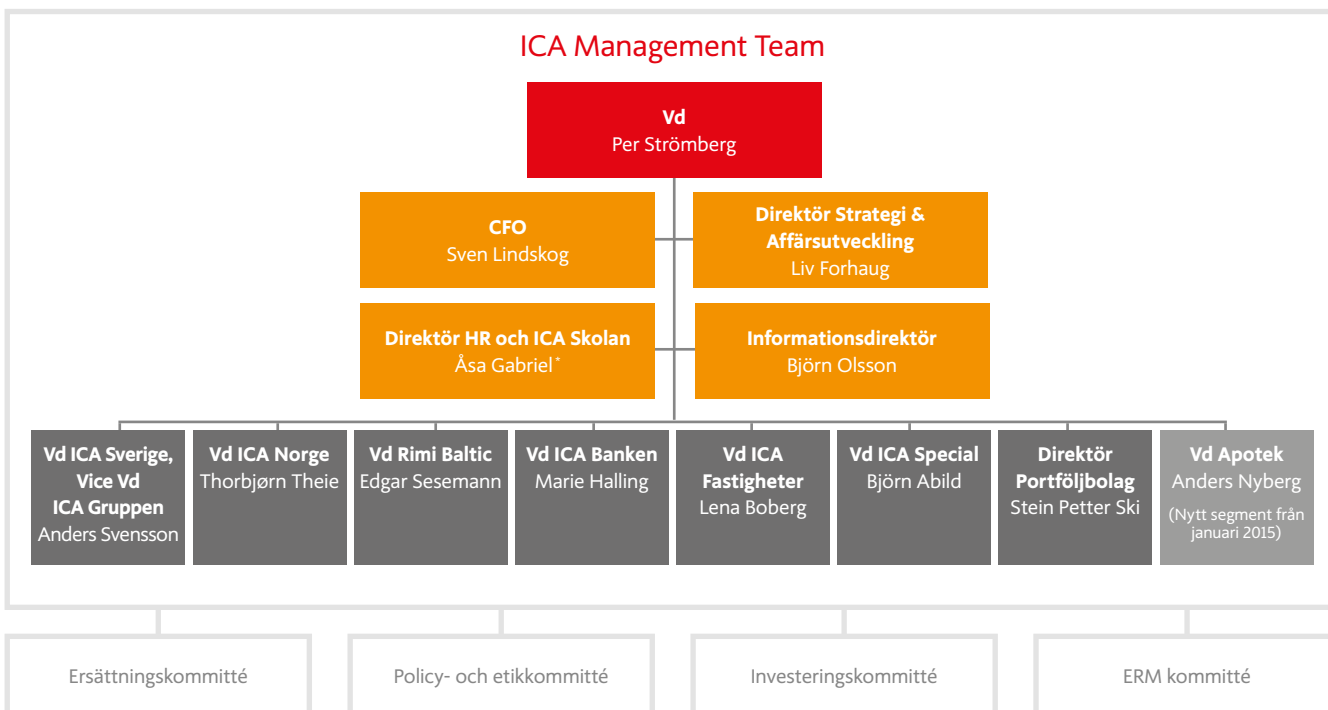 ICA Management Team
Vd
Per Strömberg
CFO
Sven Lindskog
Direktör Strategi &
Affärsutveckling
Liv Forhaug
Direktör HR och ICA Skolan
Åsa Gabriel*
Informationsdirektör
Björn Olsson
Vd ICA Sverige,
Vice Vd
ICA Gruppen
Anders Svensson
Vd ICA Norge
Thorbjørn Theie
Vd Rimi Baltic
Edgar Sesemann
Vd ICA Banken
Marie Halling
Vd ICA
Fastigheter
Lena Boberg
Vd ICA Special
Björn Abild
Direktör
Portföljbolag
Stein Petter Ski
Vd Apotek
Anders Nyberg
(Nytt segment från
januari 2015)
Ersättningskommitté
Policy- och etikkommitté
Investeringskommitté
ERM kommitté